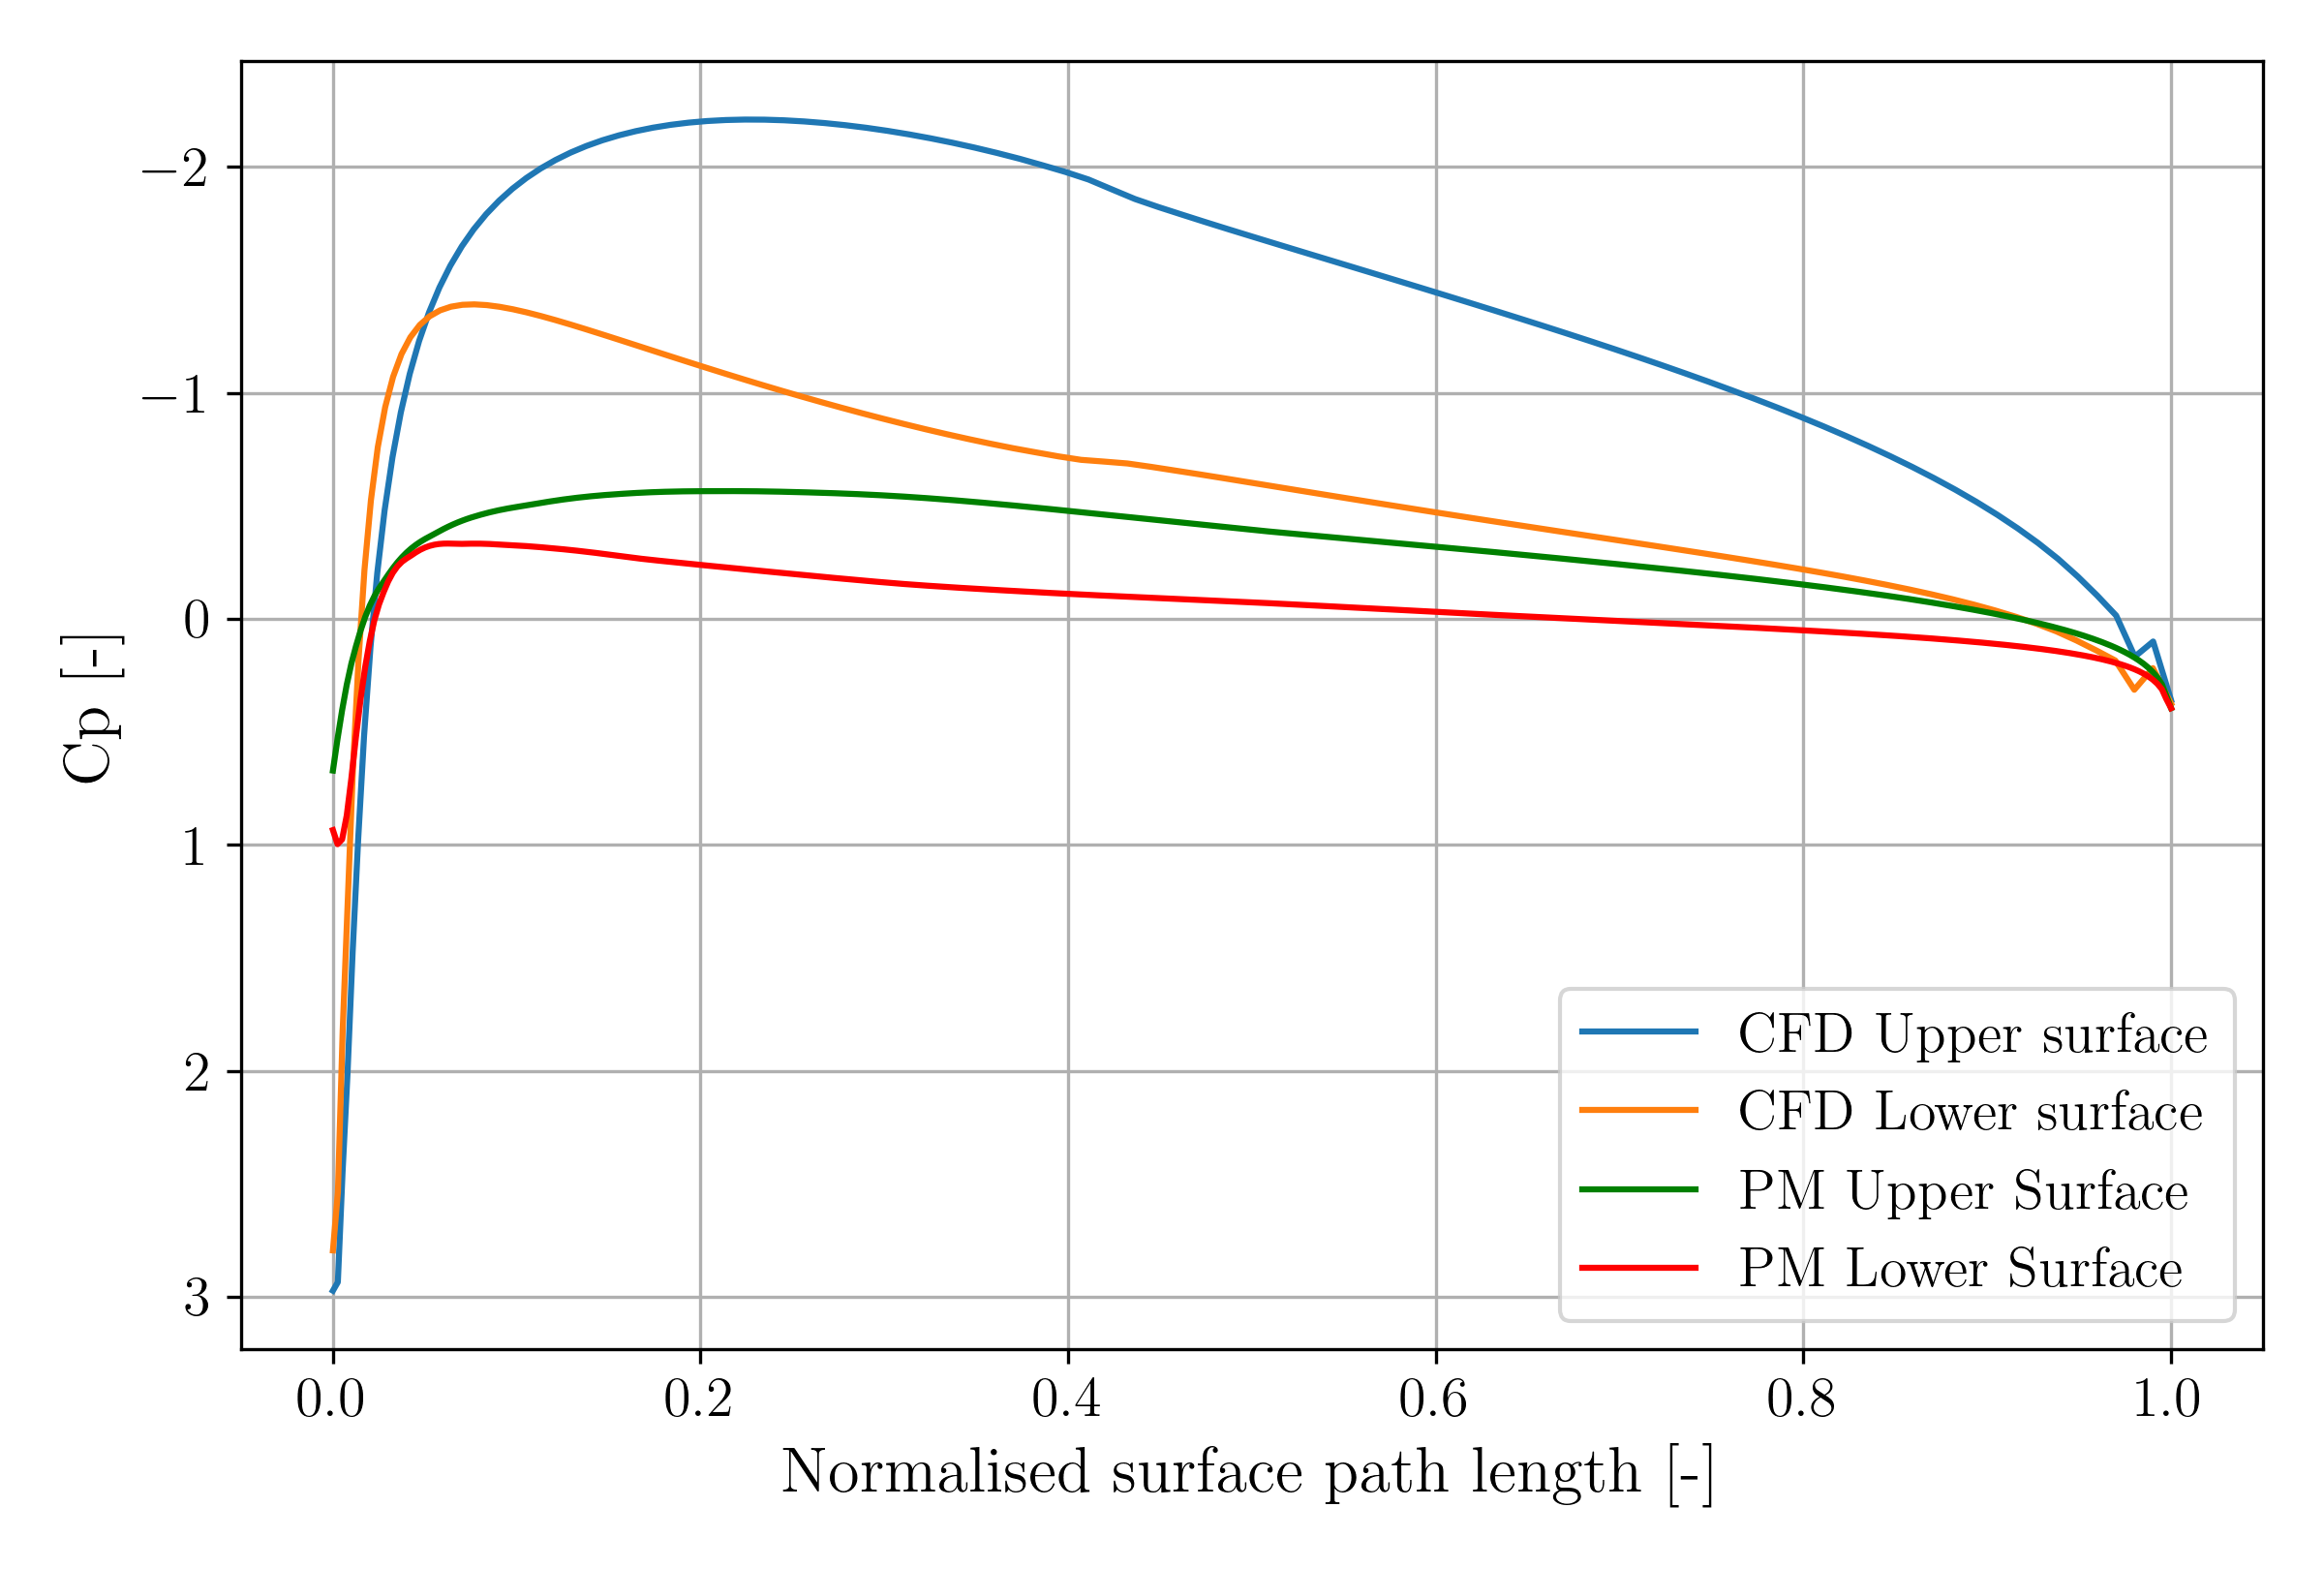 −2
−1
0
1
2
3
Cp [-]
CFD Upper surface
CFD Lower surface
PM Upper Surface
PM Lower Surface
0.0 0.2 0.4 0.6 0.8 1.0
Normalised surface path length [-]